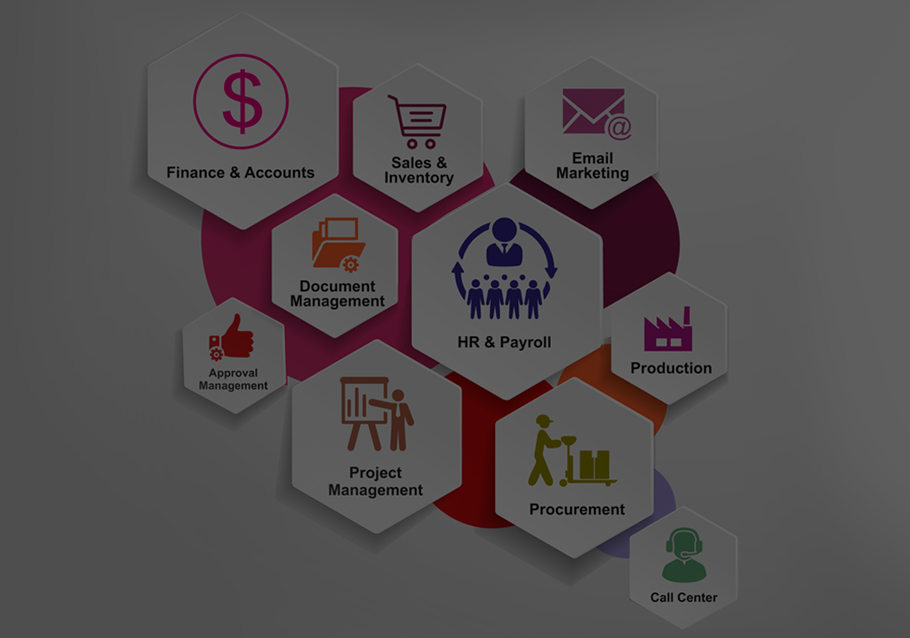 $
Finance & Accounts
Sales &
Inventory
@
Email
Marketing
Document
Management
HR & Payroll
Approval
Management
Production
Project
Management
Procurement
Call Center